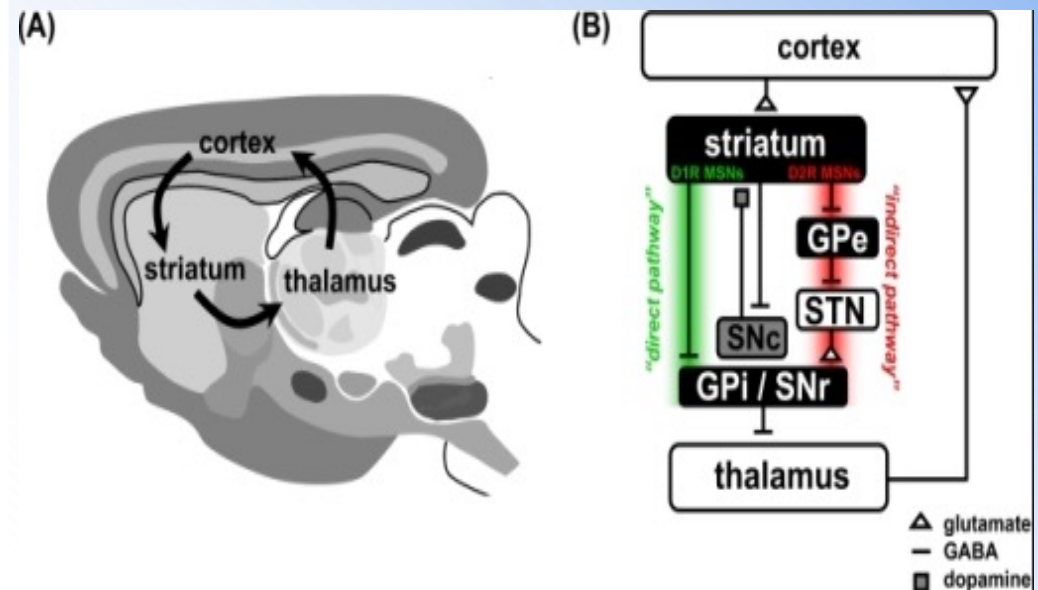 (A)
cortex
striatum
thalamus
(B)
cortex
striatum
D1R MSNs
D2R MSNs
"direct pathway"
"indirect pathway"
GPe
STN
SNc
GPi / SNr
thalamus
glutamate
GABA
dopamine